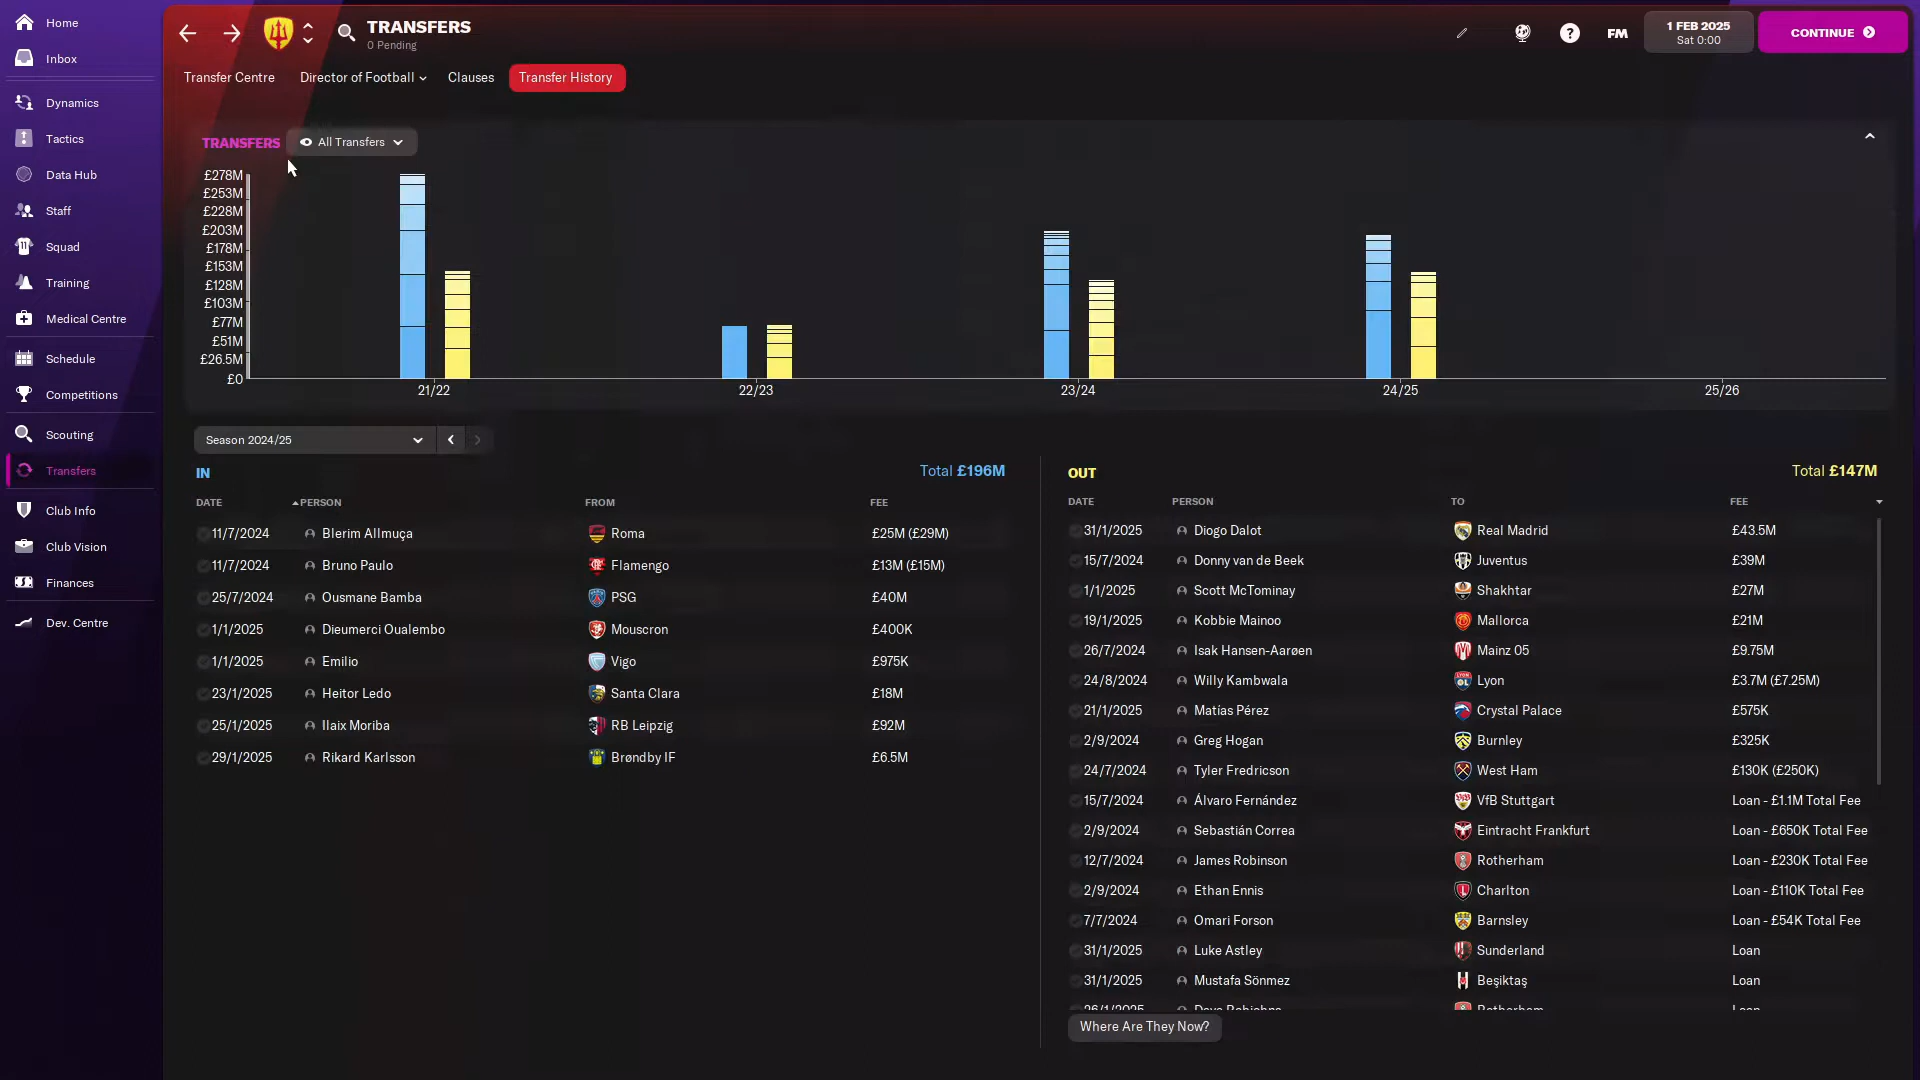 Home
Inbox
Dynamics
Tactics
Data Hub
Staff
Squad
Training
Medical Centre
Schedule
Competitions
Scouting
Transfers
Club Info
Club Vision
Finances
Dev. Centre
TRANSFERS
0 Pending
FM
1 FEB 2025
Sat 0:00
CONTINUE
Transfer Centre Director of Football Clauses Transfer History
TRANSFERS All Transfers
£278M
£253M
£228M
£203M
£178M
£153M
£128M
£103M
£77M
£51M
£26.5M
£0
21/22 22/23 23/24 24/25 25/26
Season 2024/25
IN Total £196M
DATE PERSON FROM FEE
11/7/2024 Blerim Allmuça Roma £25M (£29M)
11/7/2024 Bruno Paulo Flamengo £13M (£15M)
25/7/2024 Ousmane Bamba PSG £40M
1/1/2025 Dieumerci Oualembo Mouscron £400K
1/1/2025 Emilio Vigo £975K
23/1/2025 Heitor Ledo Santa Clara £18M
25/1/2025 Ilaix Moriba RB Leipzig £92M
29/1/2025 Rikard Karlsson Brøndby IF £6.5M
OUT Total £147M
DATE PERSON TO FEE
31/1/2025 Diogo Dalot Real Madrid £43.5M
15/7/2024 Donny van de Beek Juventus £39M
1/1/2025 Scott McTominay Shakhtar £27M
19/1/2025 Kobbie Mainoo Mallorca £21M
26/7/2024 Isak Hansen-Aarøen Mainz 05 £9.75M
24/8/2024 Willy Kambwala Lyon £3.7M (£7.25M)
21/1/2025 Matías Pérez Crystal Palace £575K
2/9/2024 Greg Hogan Burnley £325K
24/7/2024 Tyler Fredricson West Ham £130K (£250K)
15/7/2024 Álvaro Fernández VfB Stuttgart Loan - £1.1M Total Fee
2/9/2024 Sebastián Correa Eintracht Frankfurt Loan - £650K Total Fee
12/7/2024 James Robinson Rotherham Loan - £230K Total Fee
2/9/2024 Ethan Ennis Charlton Loan - £110K Total Fee
7/7/2024 Omari Forson Barnsley Loan - £54K Total Fee
31/1/2025 Luke Astley Sunderland Loan
31/1/2025 Mustafa Sönmez Beşiktaş Loan
Rotherham Loan
Where Are They Now?